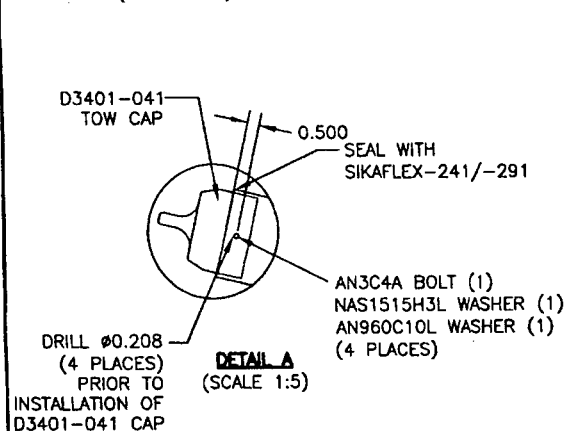 D3401-041
TOW CAP
0.500
SEAL WITH
SIKAFLEX-241/-291
AN3C4A BOLT (1)
NAS1515H3L WASHER (1)
AN960C10L WASHER (1)
(4 PLACES)
DRILL ⌀0.208
(4 PLACES)
PRIOR TO
INSTALLATION OF
D3401-041 CAP
DETAIL A
(SCALE 1:5)